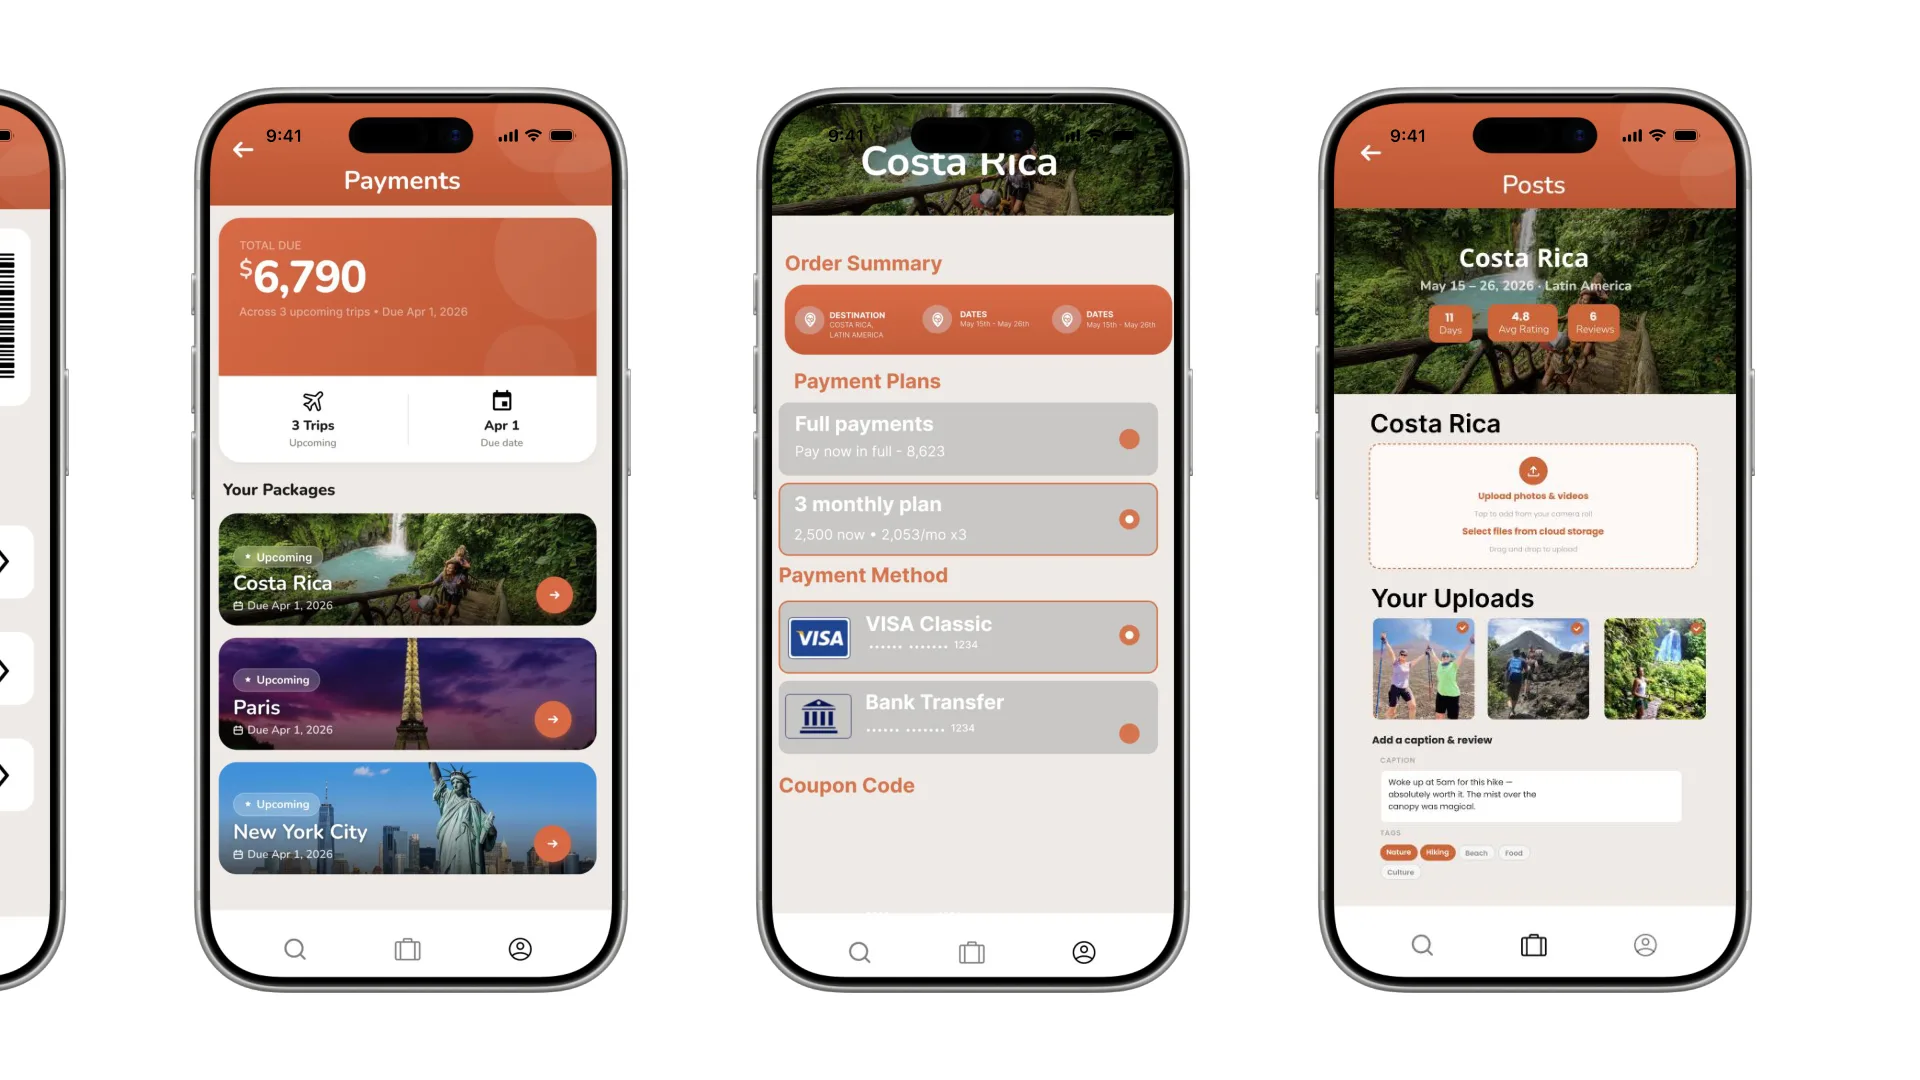 9:41
Payments
TOTAL DUE
$6,790
Across 3 upcoming trips • Due Apr 1, 2026
3 Trips
Upcoming
Apr 1
Due date
Your Packages
Upcoming
Costa Rica
Due Apr 1, 2026
Upcoming
Paris
Due Apr 1, 2026
Upcoming
New York City
Due Apr 1, 2026
9:41
Costa Rica
Order Summary
DESTINATION
COSTA RICA,
LATIN AMERICA
DATES
May 15th - May 26th
DATES
May 15th - May 26th
Payment Plans
Full payments
Pay now in full - 8,623
3 monthly plan
2,500 now • 2,053/mo x3
Payment Method
VISA
VISA Classic
•••••• ••••••• 1234
Bank Transfer
•••••• ••••••• 1234
Coupon Code
9:41
Posts
Costa Rica
May 15 – 26, 2026 · Latin America
11
Days
4.8
Avg Rating
6
Reviews
Costa Rica
Upload photos & videos
Tap to add from your camera roll
Select files from cloud storage
Drag and drop to upload
Your Uploads
Add a caption & review
CAPTION
Woke up at 5am for this hike —
absolutely worth it. The mist over the
canopy was magical.
TAGS
Nature
Hiking
Beach
Food
Culture